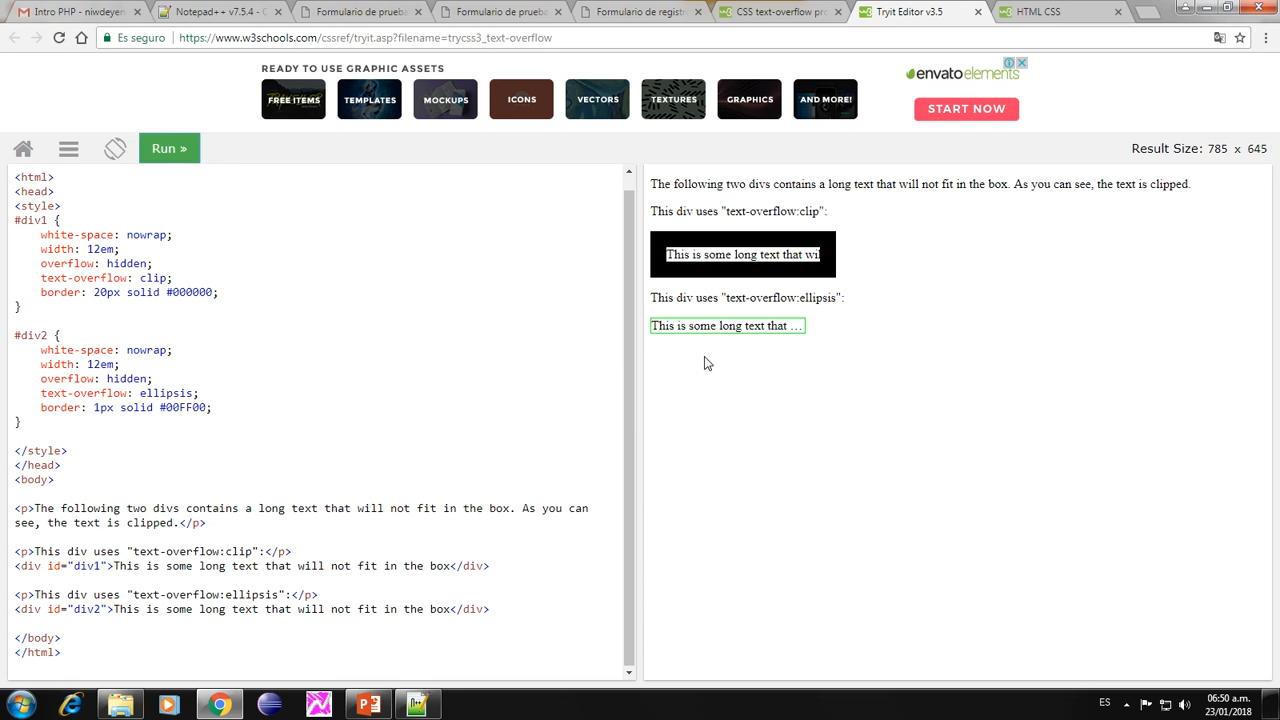 Intro PHP - niwdeyen
Notepad++ v7.5.4 - C
Formulario de prueba
Formulario de prueba
Formulario de regist
CSS text-overflow pro
Tryit Editor v3.5
HTML CSS
Es seguro
https://www.w3schools.com/cssref/tryit.asp?filename=trycss3_text-overflow
READY TO USE GRAPHIC ASSETS
FREE ITEMS
TEMPLATES
MOCKUPS
ICONS
VECTORS
TEXTURES
GRAPHICS
AND MORE!
envatoelements
START NOW
Run »
Result Size: 785 x 645
<html>
<head>
<style>
#div1 {
    white-space: nowrap;
    width: 12em;
    overflow: hidden;
    text-overflow: clip;
    border: 20px solid #000000;
}
#div2 {
    white-space: nowrap;
    width: 12em;
    overflow: hidden;
    text-overflow: ellipsis;
    border: 1px solid #00FF00;
}
</style>
</head>
<body>
<p>The following two divs contains a long text that will not fit in the box. As you can
see, the text is clipped.</p>
<p>This div uses "text-overflow:clip":</p>
<div id="div1">This is some long text that will not fit in the box</div>
<p>This div uses "text-overflow:ellipsis":</p>
<div id="div2">This is some long text that will not fit in the box</div>
</body>
</html>
The following two divs contains a long text that will not fit in the box. As you can see, the text is clipped.
This div uses "text-overflow:clip":
This is some long text that wil
This div uses "text-overflow:ellipsis":
This is some long text that …
ES
06:50 a.m.
23/01/2018